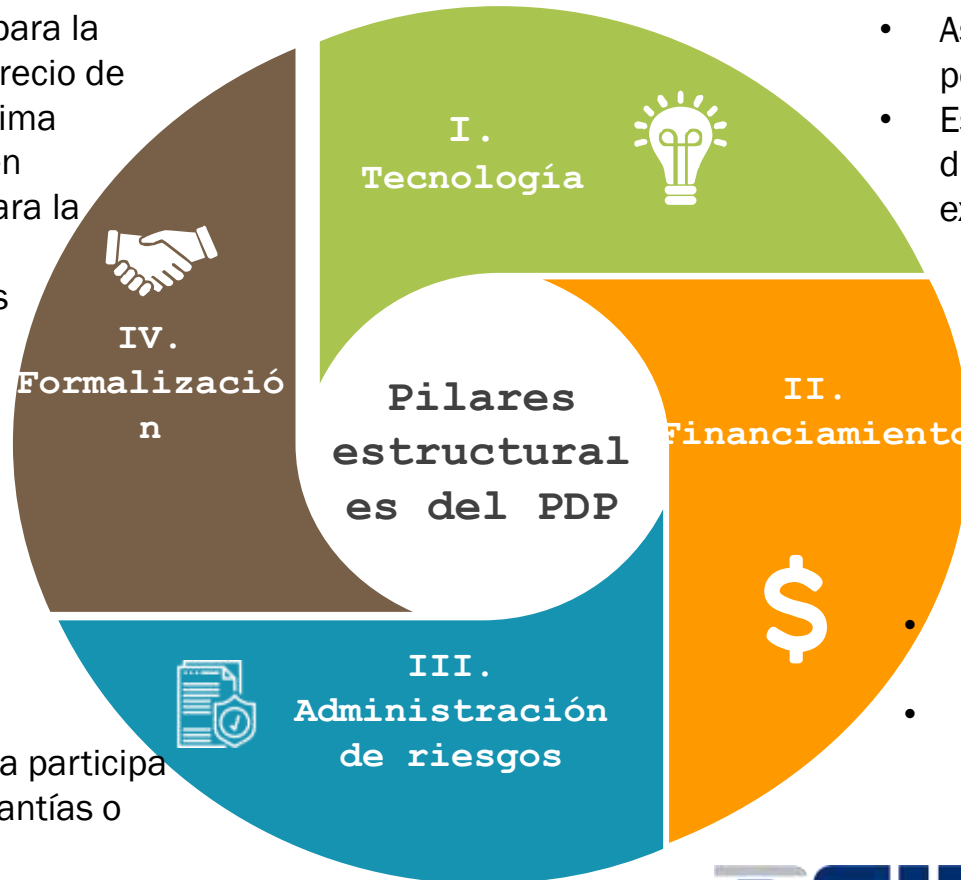 para la
recio de
ima
n
ara la
s
I.
Tecnología
IV.
Formalizació
n
Pilares
estructural
es del PDP
II.
Financiamiento
$
III.
Administración
de riesgos
a participa
antías o
• As
p
• Es
d
ex
•
•